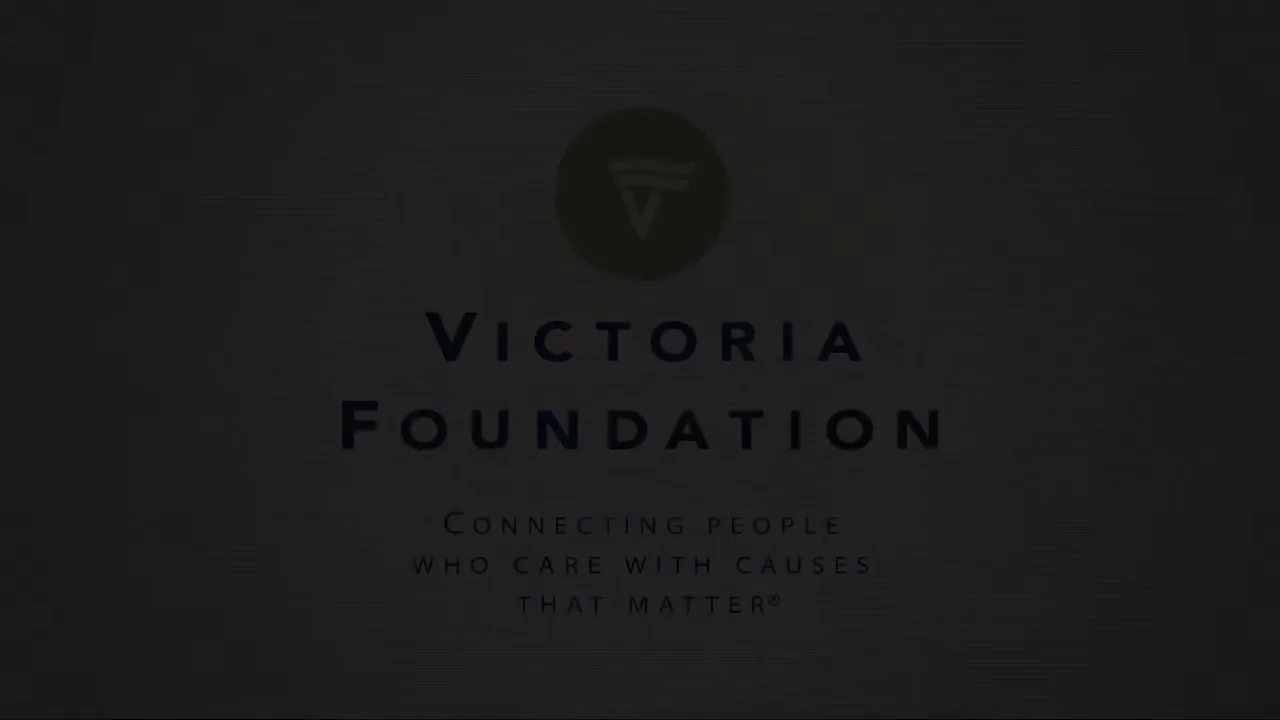 VICTORIA
FOUNDATION
CONNECTING PEOPLE
WHO CARE WITH CAUSES
THAT MATTER®